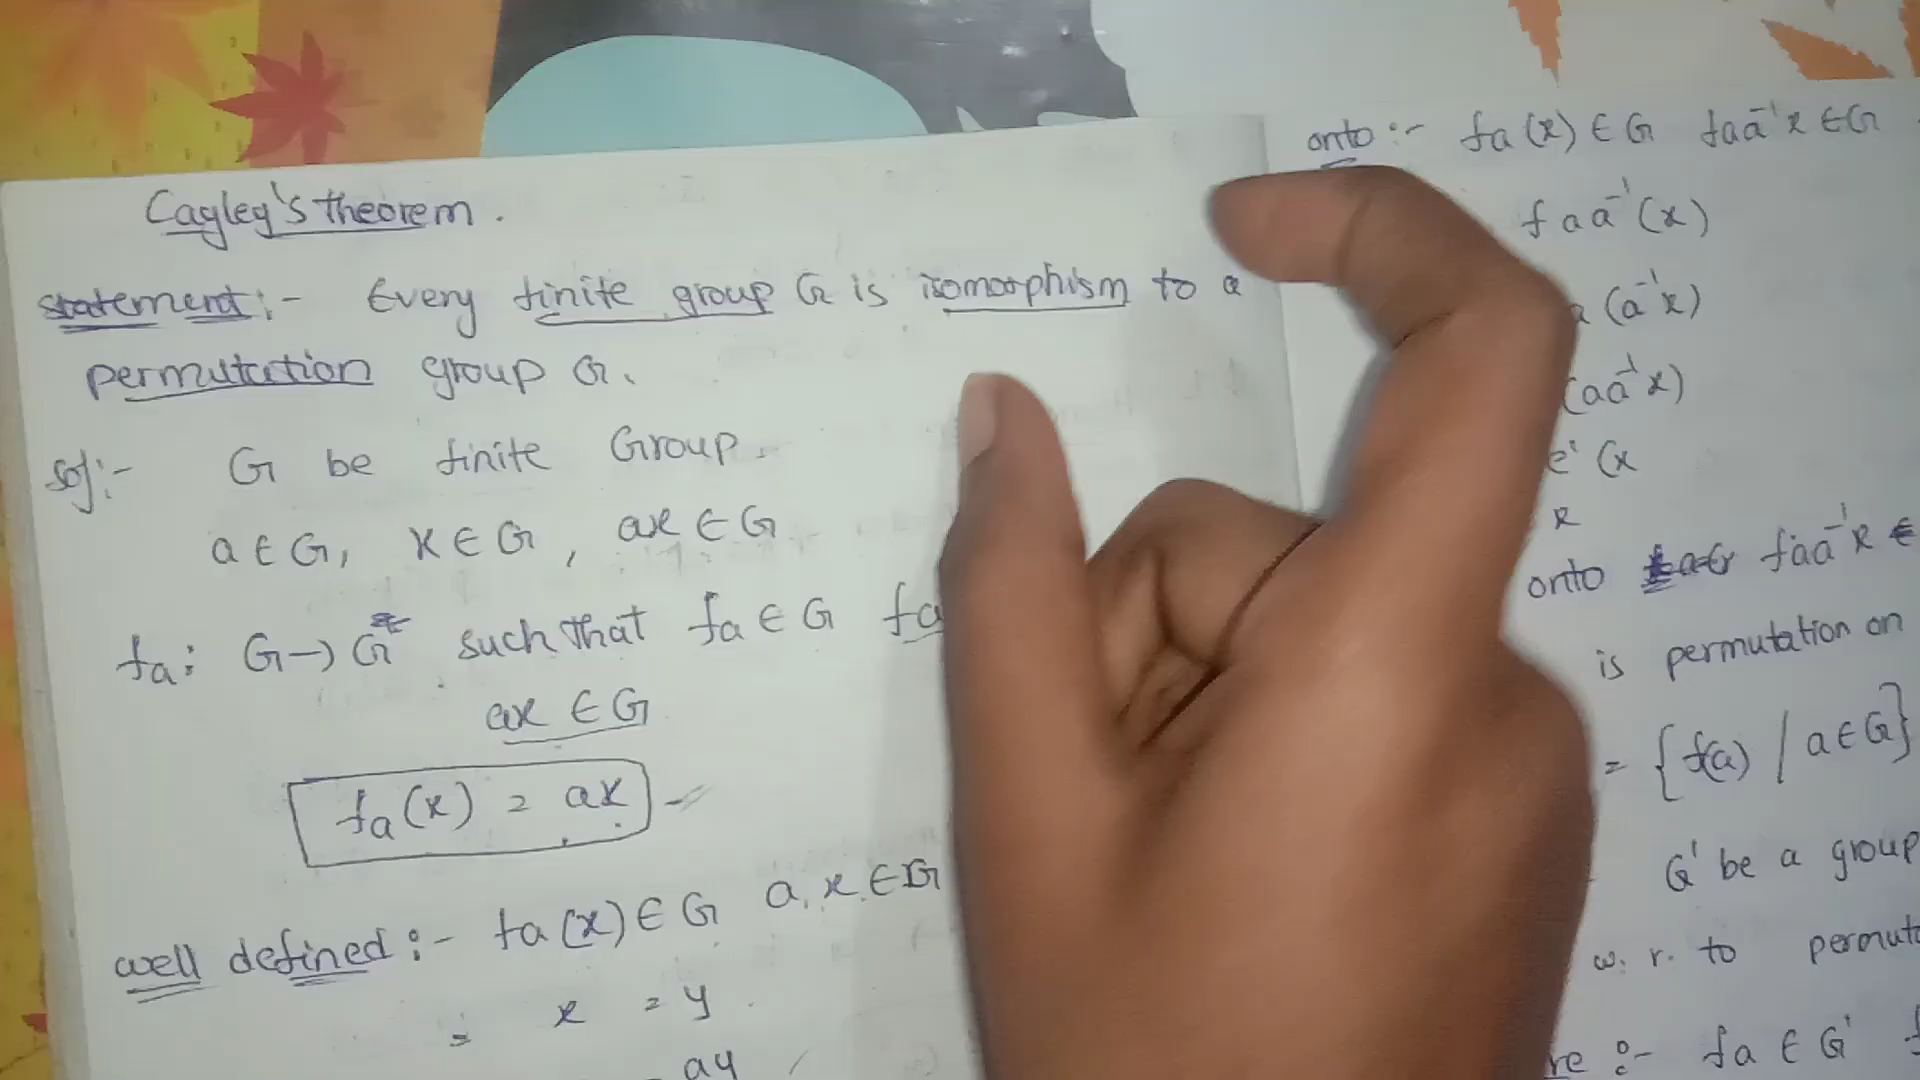 Cayley's theorem.
statement:- Every finite group G is isomorphism to a
permutation group G.
G be finite Group.
a ∈ G, x ∈ G, ax ∈ G
fa: G → G such that fa ∈ G fa
ax ∈ G
fa(x) = ax
well defined :- fa(x) ∈ G a, x ∈ G
= x = y
ay
onto :- fa(x) ∈ G faa⁻¹x ∈ G
faa⁻¹(x)
(a⁻¹x)
(aa⁻¹x)
(x
x
onto faa⁻¹x ∈
is permutation on
= {f(a) / a ∈ G}
G' be a group
w. r. to
:- fa ∈ G'